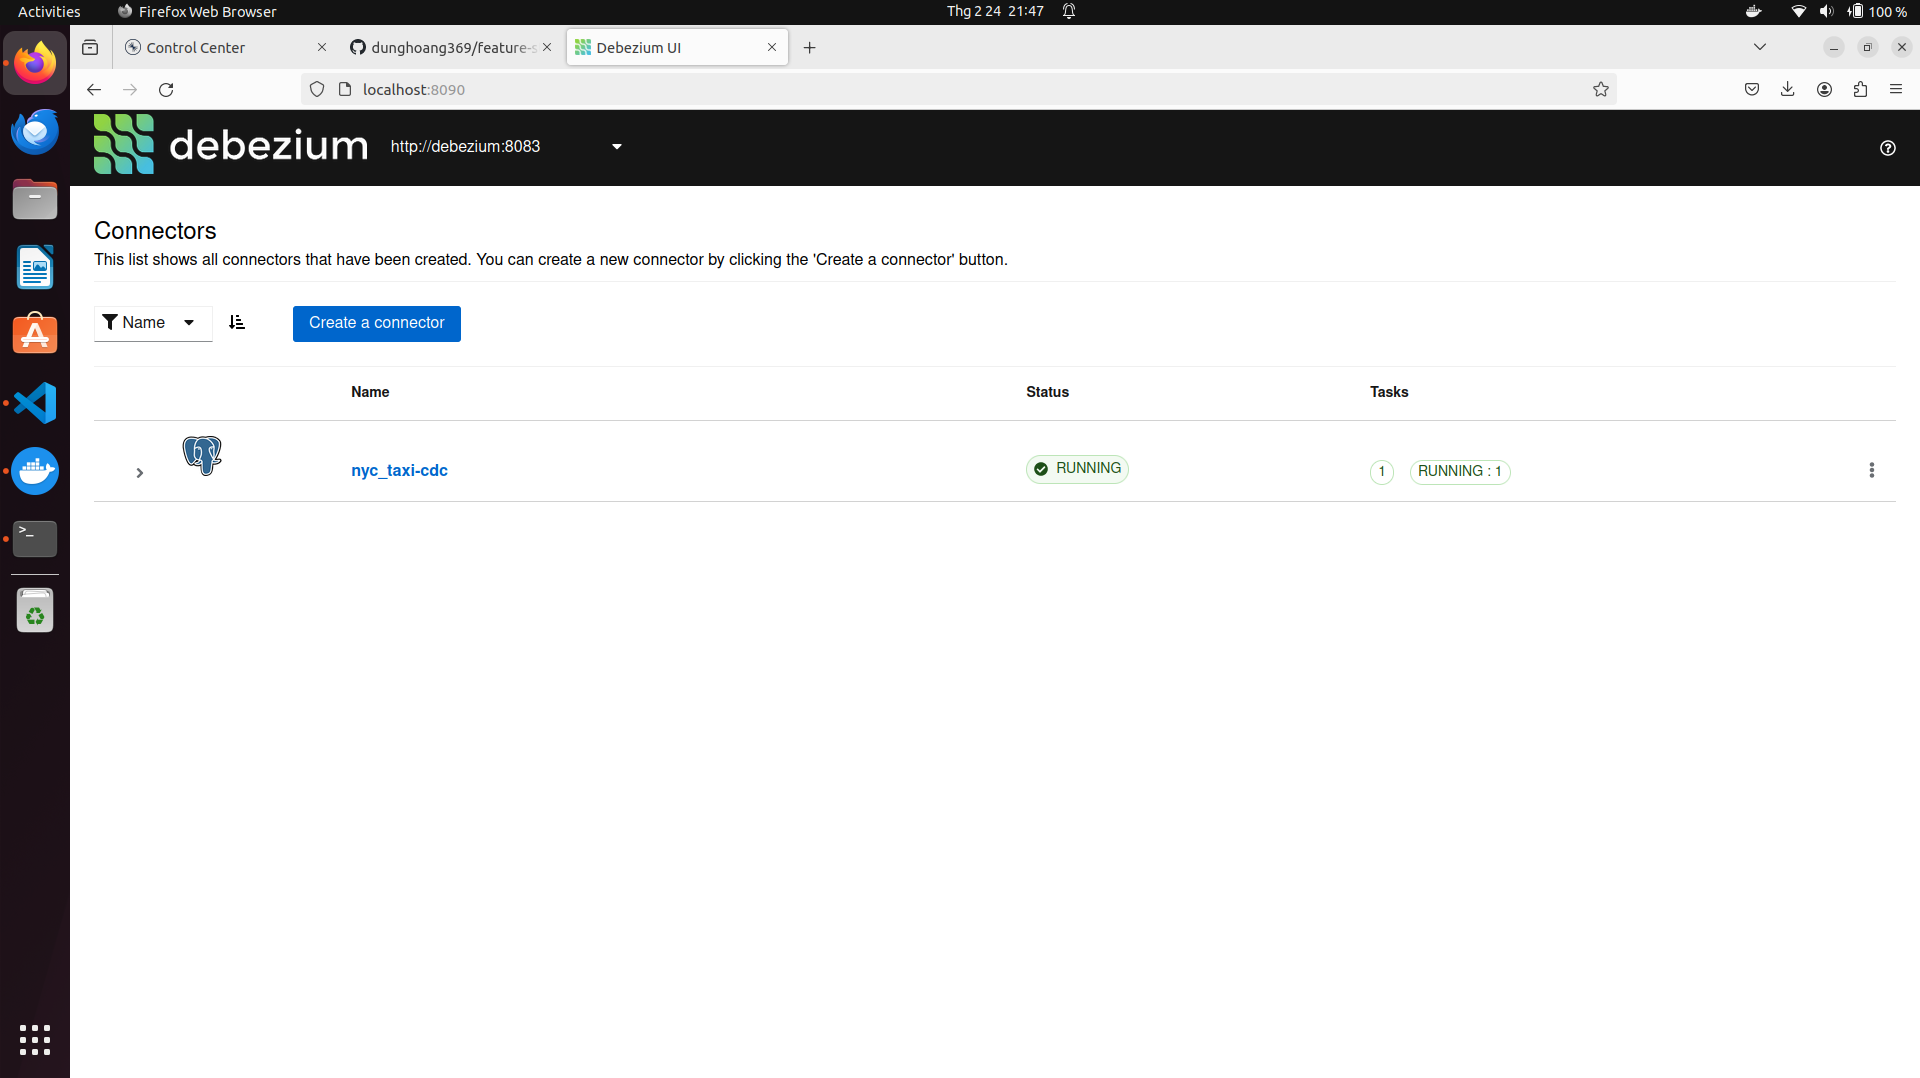 Activities
Firefox Web Browser
Thg 2 24 21:47
100 %
Control Center
dunghoang369/feature-s
Debezium UI
localhost:8090
debezium
http://debezium:8083
Connectors
This list shows all connectors that have been created. You can create a new connector by clicking the 'Create a connector' button.
Name
Create a connector
Name Status Tasks
nyc_taxi-cdc RUNNING 1 RUNNING : 1